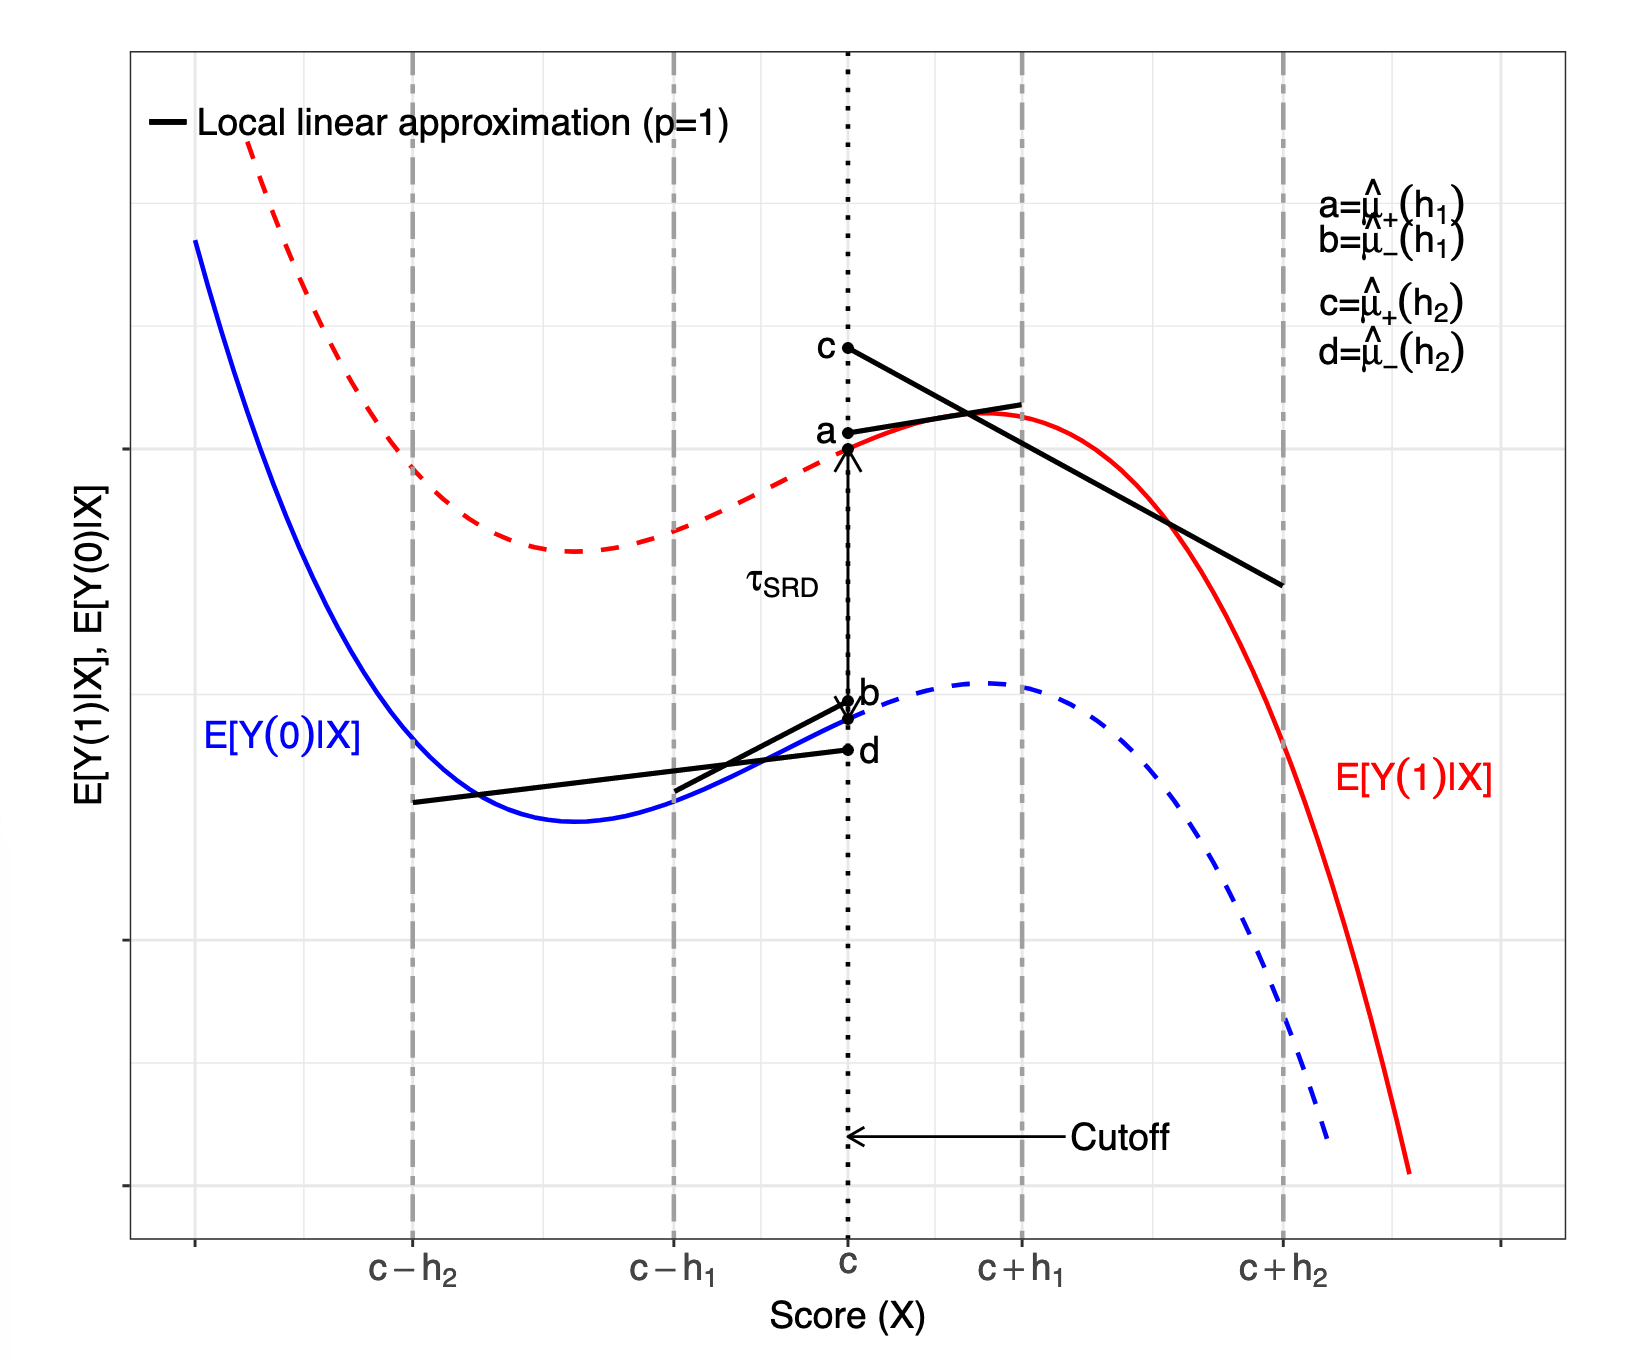 Local linear approximation (p=1)
a=μ̂₊(h₁)
b=μ̂₋(h₁)
c=μ̂₊(h₂)
d=μ̂₋(h₂)
c
a
τSRD
b
d
E[Y(0)|X]
E[Y(1)|X]
Cutoff
E[Y(1)|X], E[Y(0)|X]
c−h₂
c−h₁
c
c+h₁
c+h₂
Score (X)